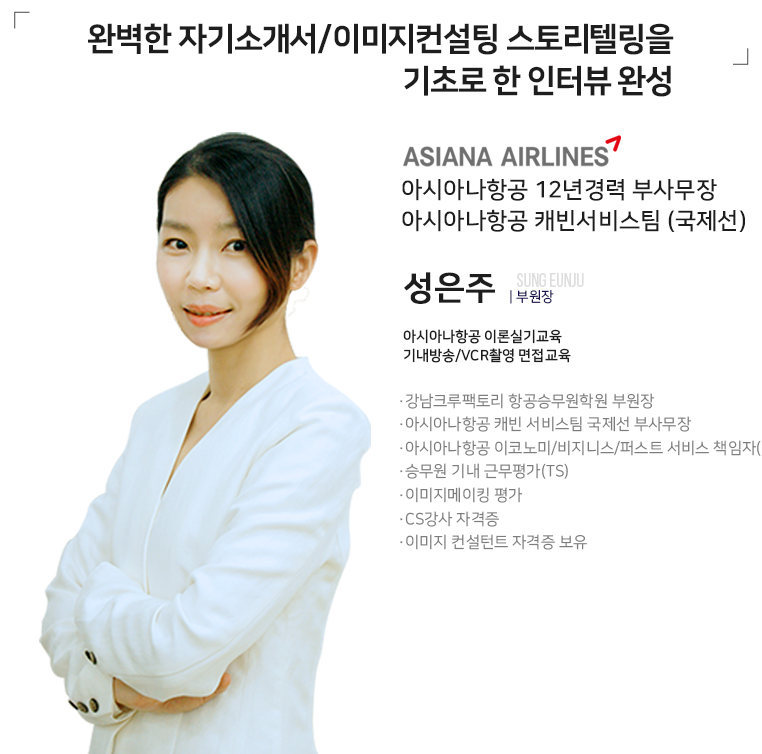 완벽한 자기소개서/이미지컨설팅 스토리텔링을
기초로 한 인터뷰 완성
ASIANA AIRLINES
아시아나항공 12년경력 부사무장
아시아나항공 캐빈서비스팀 (국제선)
성은주 SUNG EUNJU
| 부원장
아시아나항공 이론실기교육
기내방송/VCR촬영 면접교육
·강남크루팩토리 항공승무원학원 부원장
·아시아나항공 캐빈 서비스팀 국제선 부사무장
·아시아나항공 이코노미/비지니스/퍼스트 서비스 책임자(
·승무원 기내 근무평가(TS)
·이미지메이킹 평가
·CS강사 자격증
·이미지 컨설턴트 자격증 보유